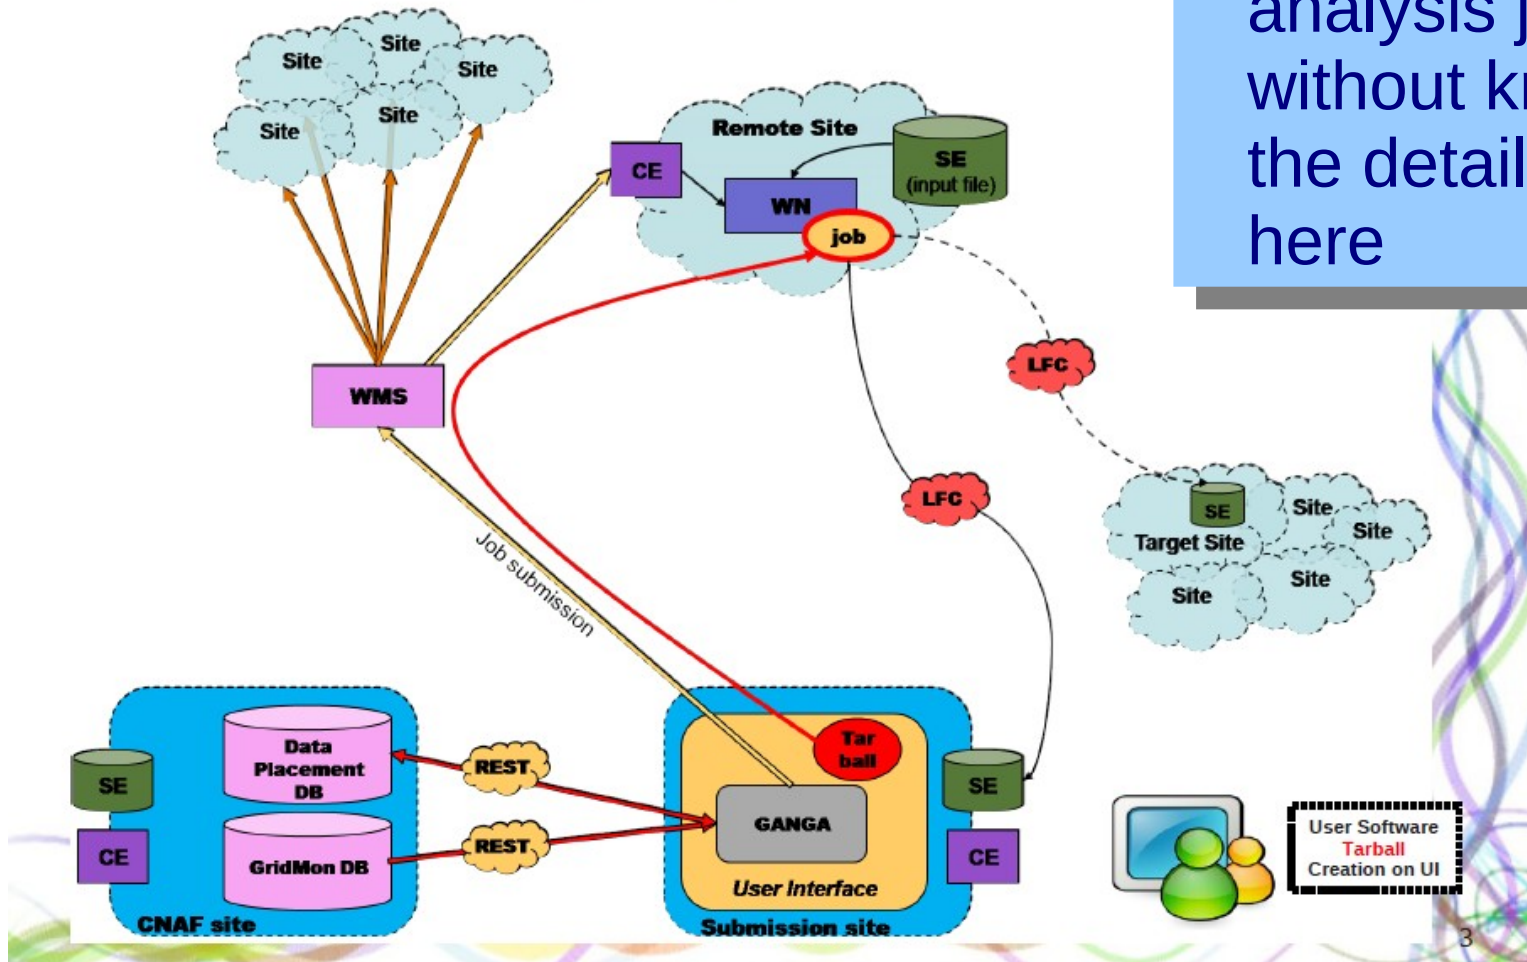 Site
Site
Site
Site
Site
Remote Site
CE
SE
(input file)
WN
job
analysis
without
the
here
WMS
LFC
LFC
SE
Target Site
Site
Site
Site
Site
Job submission
Data
Placement
DB
REST
SE
GridMon DB
REST
CE
CNAF site
Tar
ball
GANGA
User Interface
Submission site
SE
CE
User Software
Tarball
Creation on UI
3